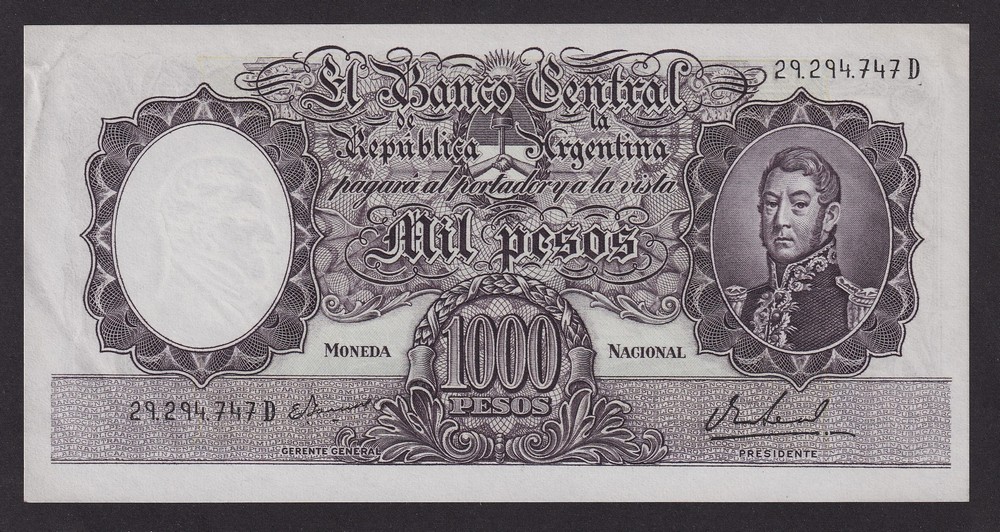 29.294.747 D
El Banco Central
de la
República Argentina
pagará al portador y a la vista
Mil pesos
MONEDA 1000 NACIONAL
PESOS
29.294.747 D
GERENTE GENERAL
PRESIDENTE